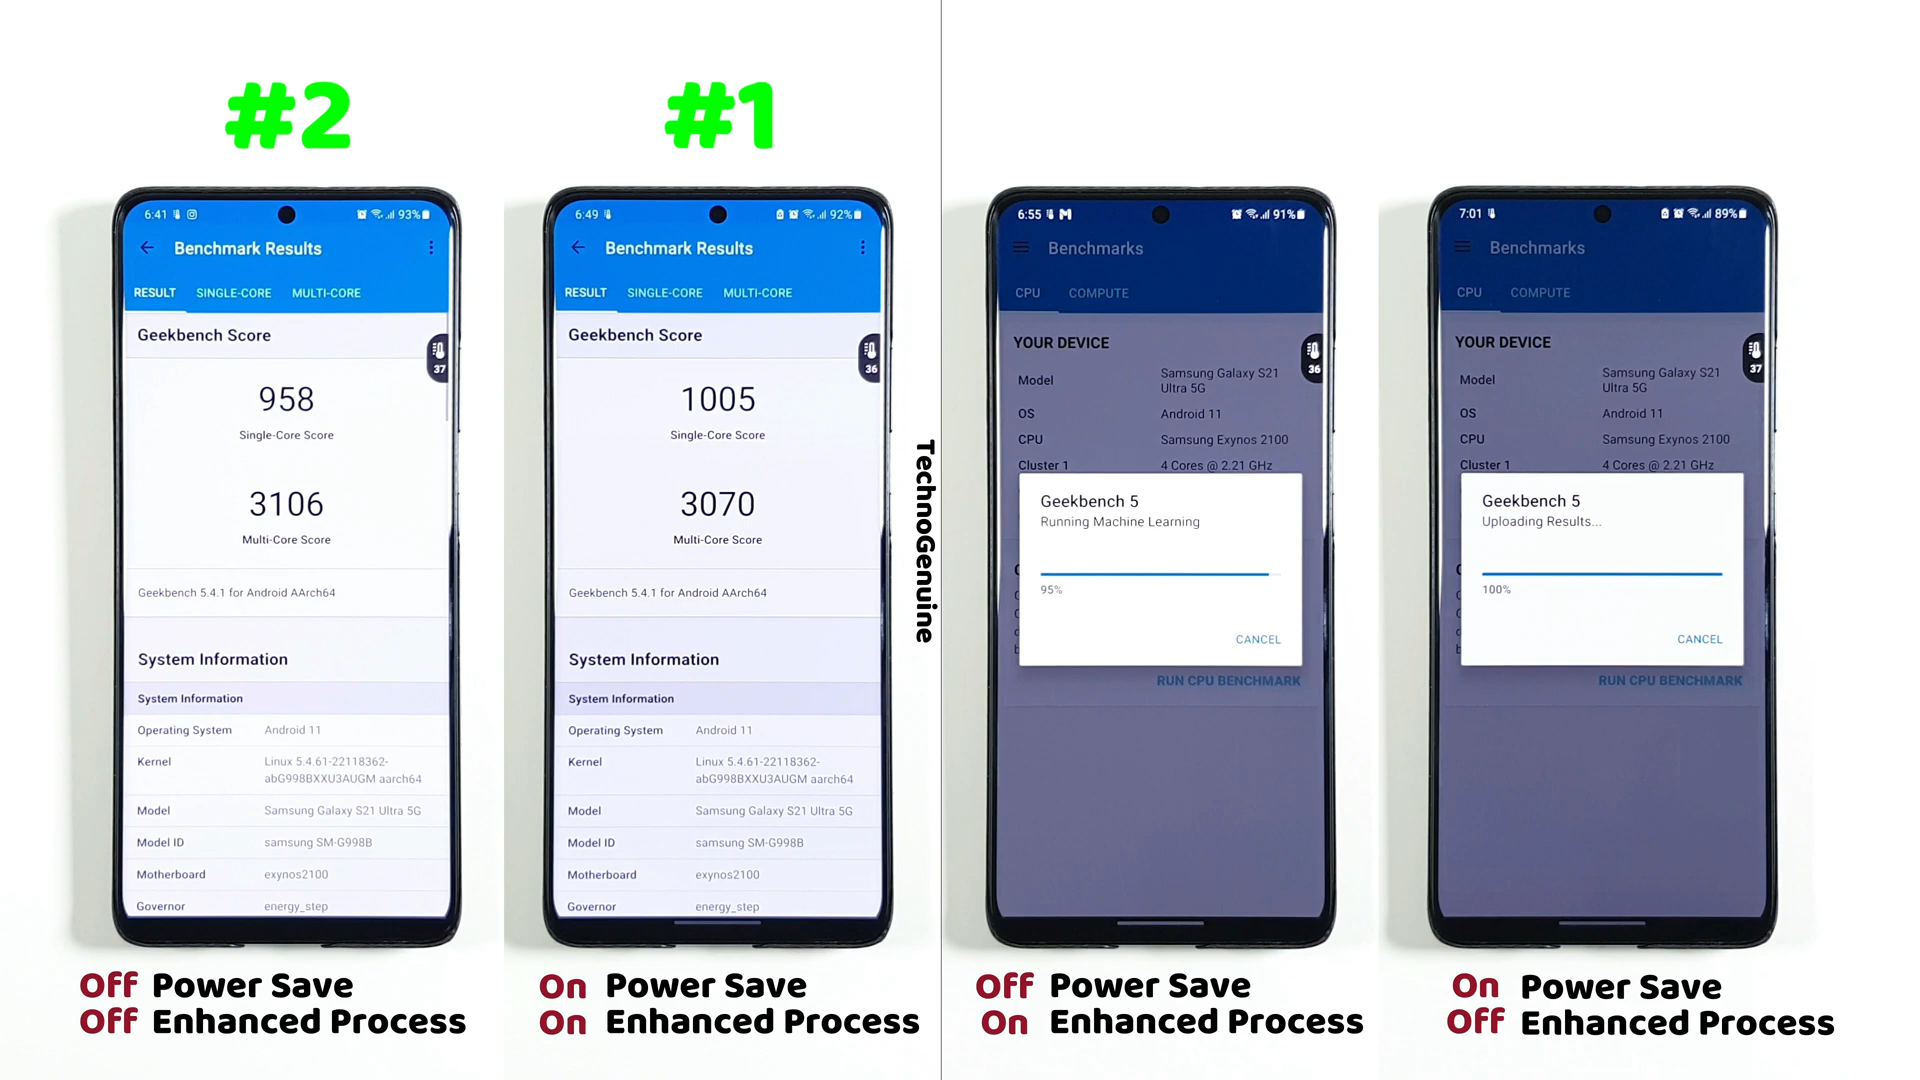 #2
6:41 93%
Benchmark Results
RESULT SINGLE-CORE MULTI-CORE
Geekbench Score
37
958
Single-Core Score
3106
Multi-Core Score
Geekbench 5.4.1 for Android AArch64
System Information
System Information
Operating System Android 11
Kernel Linux 5.4.61-22118362-
abG998BXXU3AUGM aarch64
Model Samsung Galaxy S21 Ultra 5G
Model ID samsung SM-G998B
Motherboard exynos2100
Governor energy_step
Off Power Save
Off Enhanced Process
#1
6:49 92%
Benchmark Results
RESULT SINGLE-CORE MULTI-CORE
Geekbench Score
36
1005
Single-Core Score
3070
Multi-Core Score
Geekbench 5.4.1 for Android AArch64
System Information
System Information
Operating System Android 11
Kernel Linux 5.4.61-22118362-
abG998BXXU3AUGM aarch64
Model Samsung Galaxy S21 Ultra 5G
Model ID samsung SM-G998B
Motherboard exynos2100
Governor energy_step
On Power Save
On Enhanced Process
TechnoGenuine
6:55 91%
Benchmarks
CPU COMPUTE
YOUR DEVICE
36
Model Samsung Galaxy S21
Ultra 5G
OS Android 11
CPU Samsung Exynos 2100
Cluster 1 4 Cores @ 2.21 GHz
Geekbench 5
Running Machine Learning
95%
CANCEL
RUN CPU BENCHMARK
Off Power Save
On Enhanced Process
7:01 89%
Benchmarks
CPU COMPUTE
YOUR DEVICE
37
Model Samsung Galaxy S21
Ultra 5G
OS Android 11
CPU Samsung Exynos 2100
Cluster 1 4 Cores @ 2.21 GHz
Geekbench 5
Uploading Results...
100%
CANCEL
RUN CPU BENCHMARK
On Power Save
Off Enhanced Process